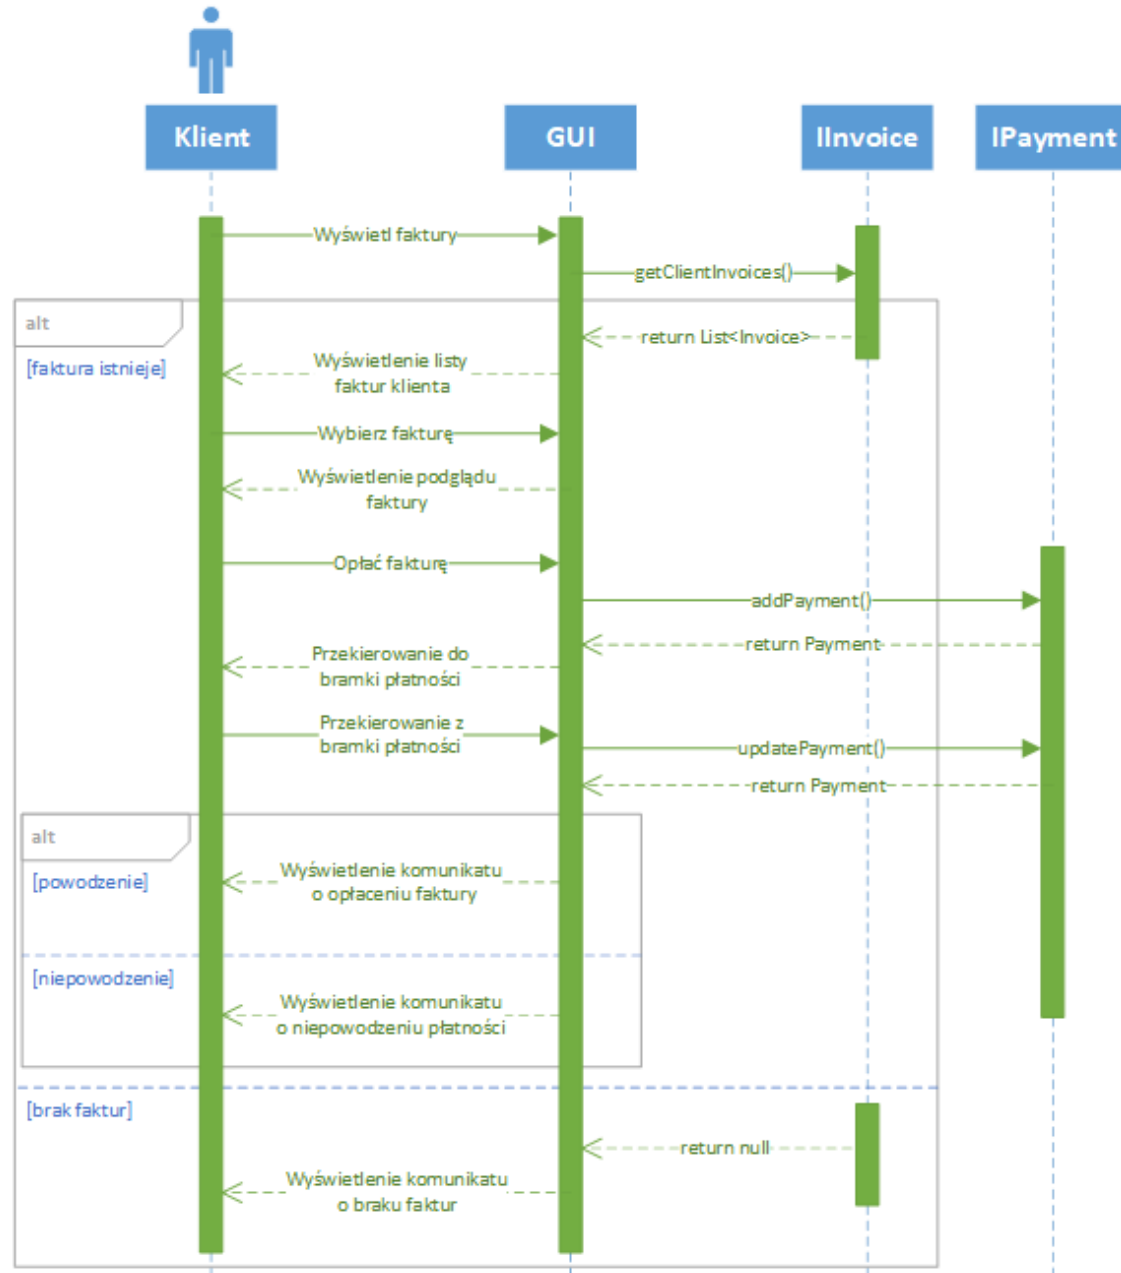 Klient
GUI
IInvoice
IPayment
Wyświetl faktury
getClientInvoices()
alt
return List<Invoice>
[faktura istnieje]
Wyświetlenie listy
faktur klienta
Wybierz fakturę
Wyświetlenie podglądu
faktury
Opłać fakturę
addPayment()
return Payment
Przekierowanie do
bramki płatności
Przekierowanie z
bramki płatności
updatePayment()
return Payment
alt
[powodzenie]
Wyświetlenie komunikatu
o opłaceniu faktury
[niepowodzenie]
Wyświetlenie komunikatu
o niepowodzeniu płatności
[brak faktur]
return null
Wyświetlenie komunikatu
o braku faktur